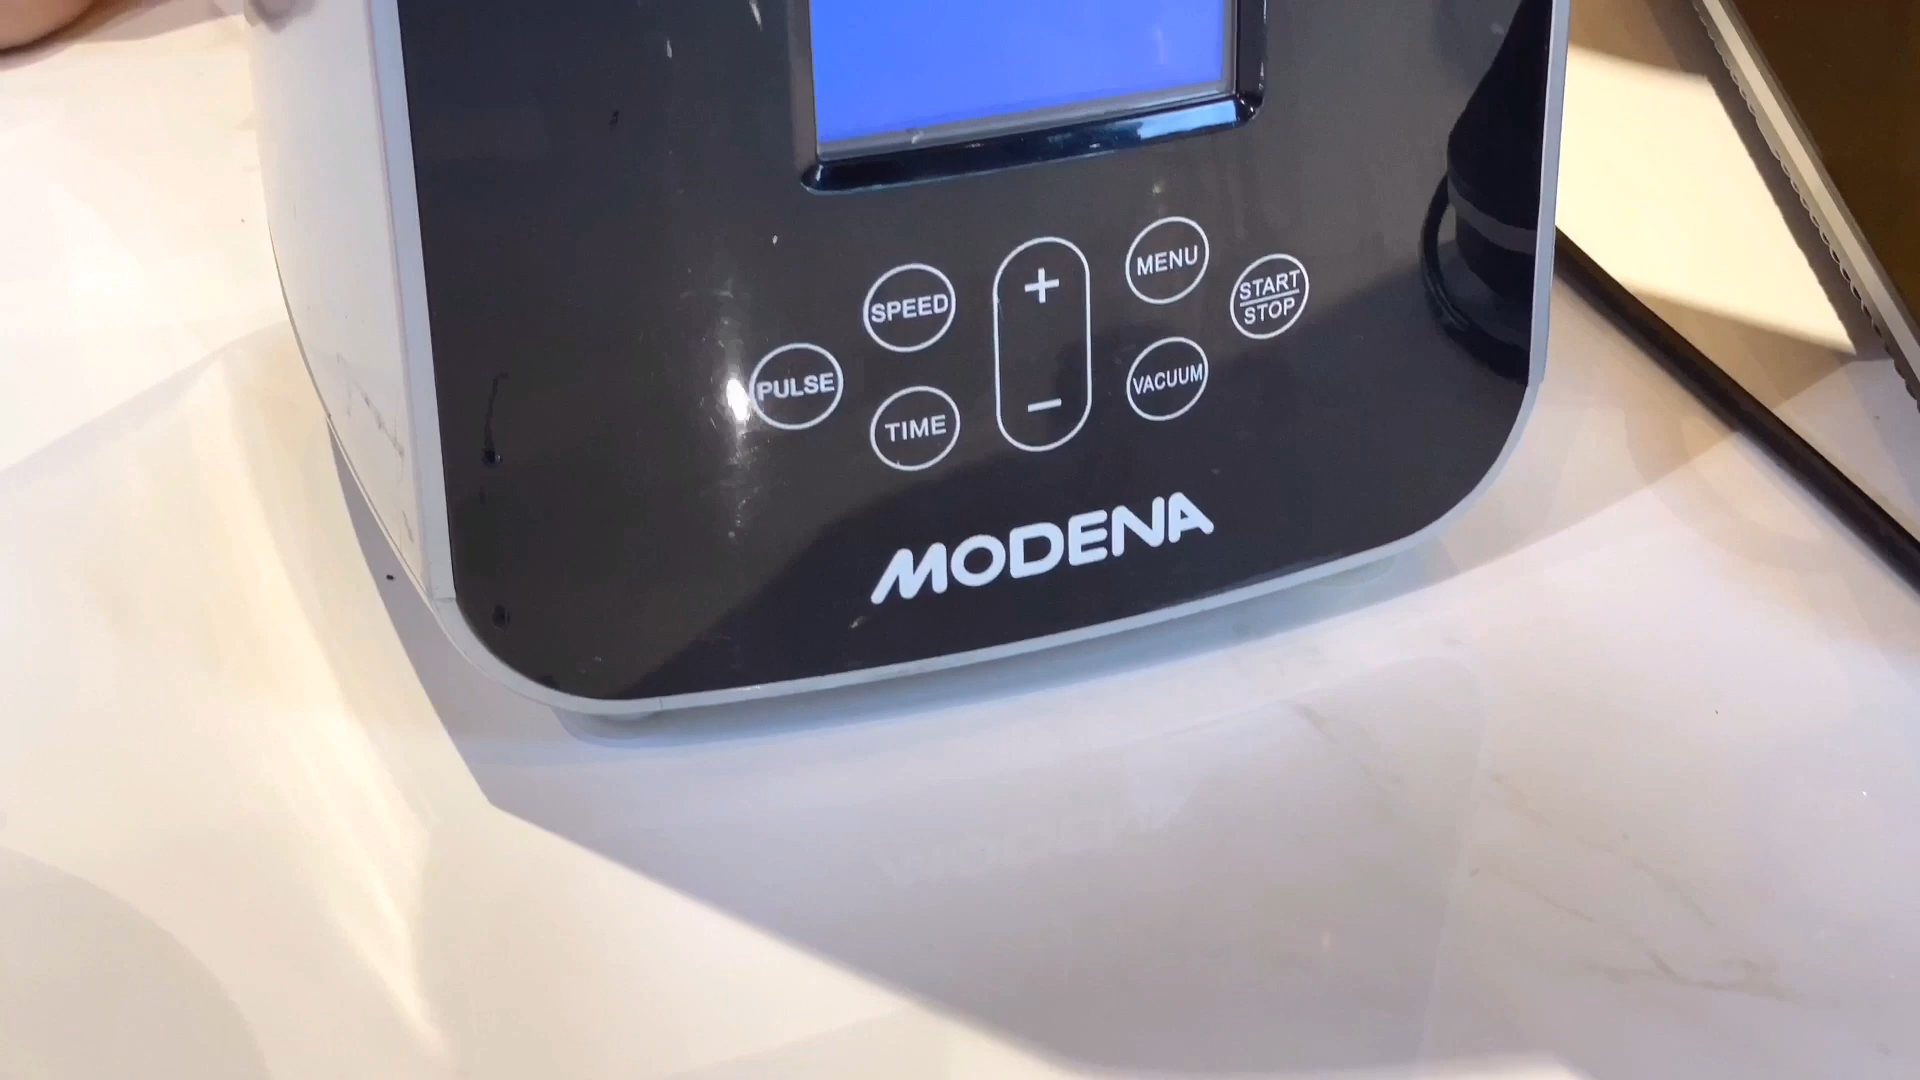 SPEED
PULSE
TIME
+
−
MENU
VACUUM
START
STOP
MODENA